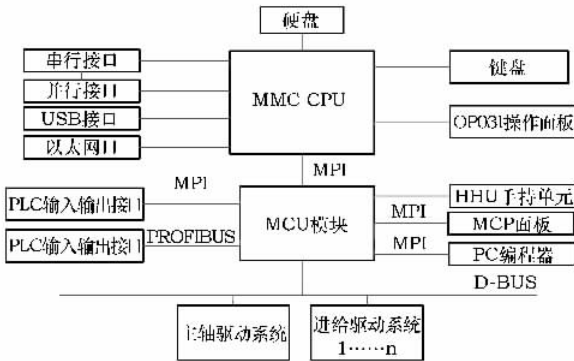 硬盘
串行接口
并行接口
USB接口
以太网口
MMC CPU
键盘
OP031操作面板
MPI
MPI
PLC输入输出接口
PROFIBUS
PLC输入输出接口
MCU模块
HHU手持单元
MPI
MCP面板
MPI
PC编程器
D-BUS
主轴驱动系统
进给驱动系统
1……n